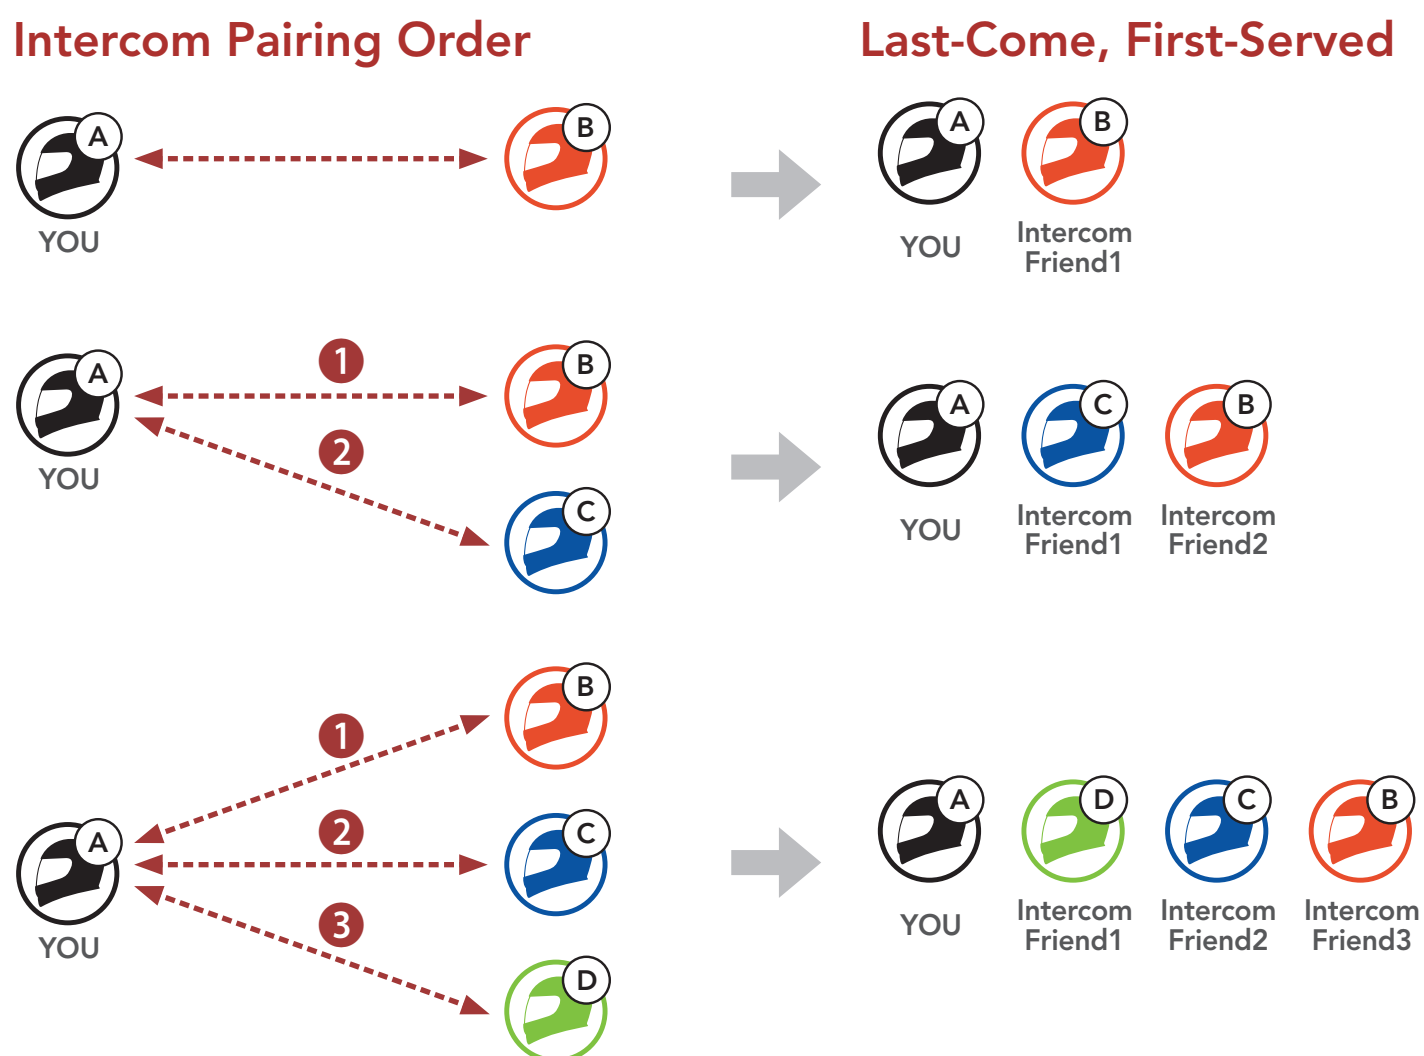 Intercom Pairing Order
Last-Come, First-Served
A
B
YOU
A
B
YOU
Intercom
Friend1
A
1
B
2
YOU
C
A
C
B
YOU
Intercom
Friend1
Intercom
Friend2
B
1
A
2
C
YOU
3
D
A
D
C
B
YOU
Intercom
Friend1
Intercom
Friend2
Intercom
Friend3